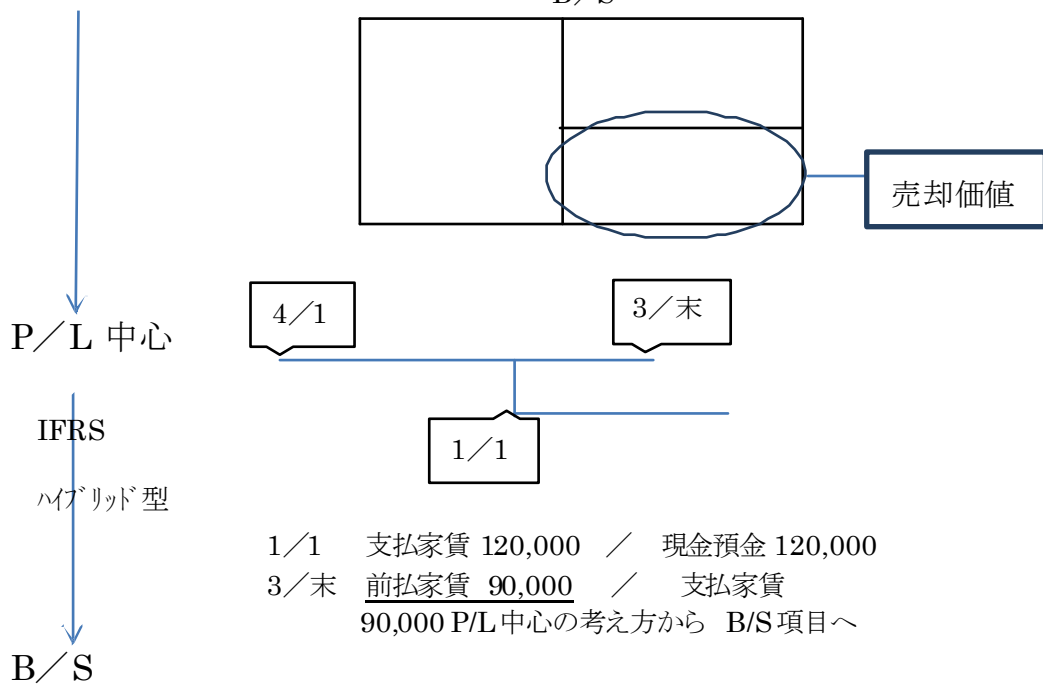 B／S
売却価値
4／1
3／末
P／L 中心
1／1
IFRS
ﾊｲﾌﾞﾘｯﾄﾞ型
1／1 支払家賃 120,000 ／ 現金預金 120,000
3／末 前払家賃 90,000 ／ 支払家賃
90,000 P/L中心の考え方から B/S項目へ
B／S